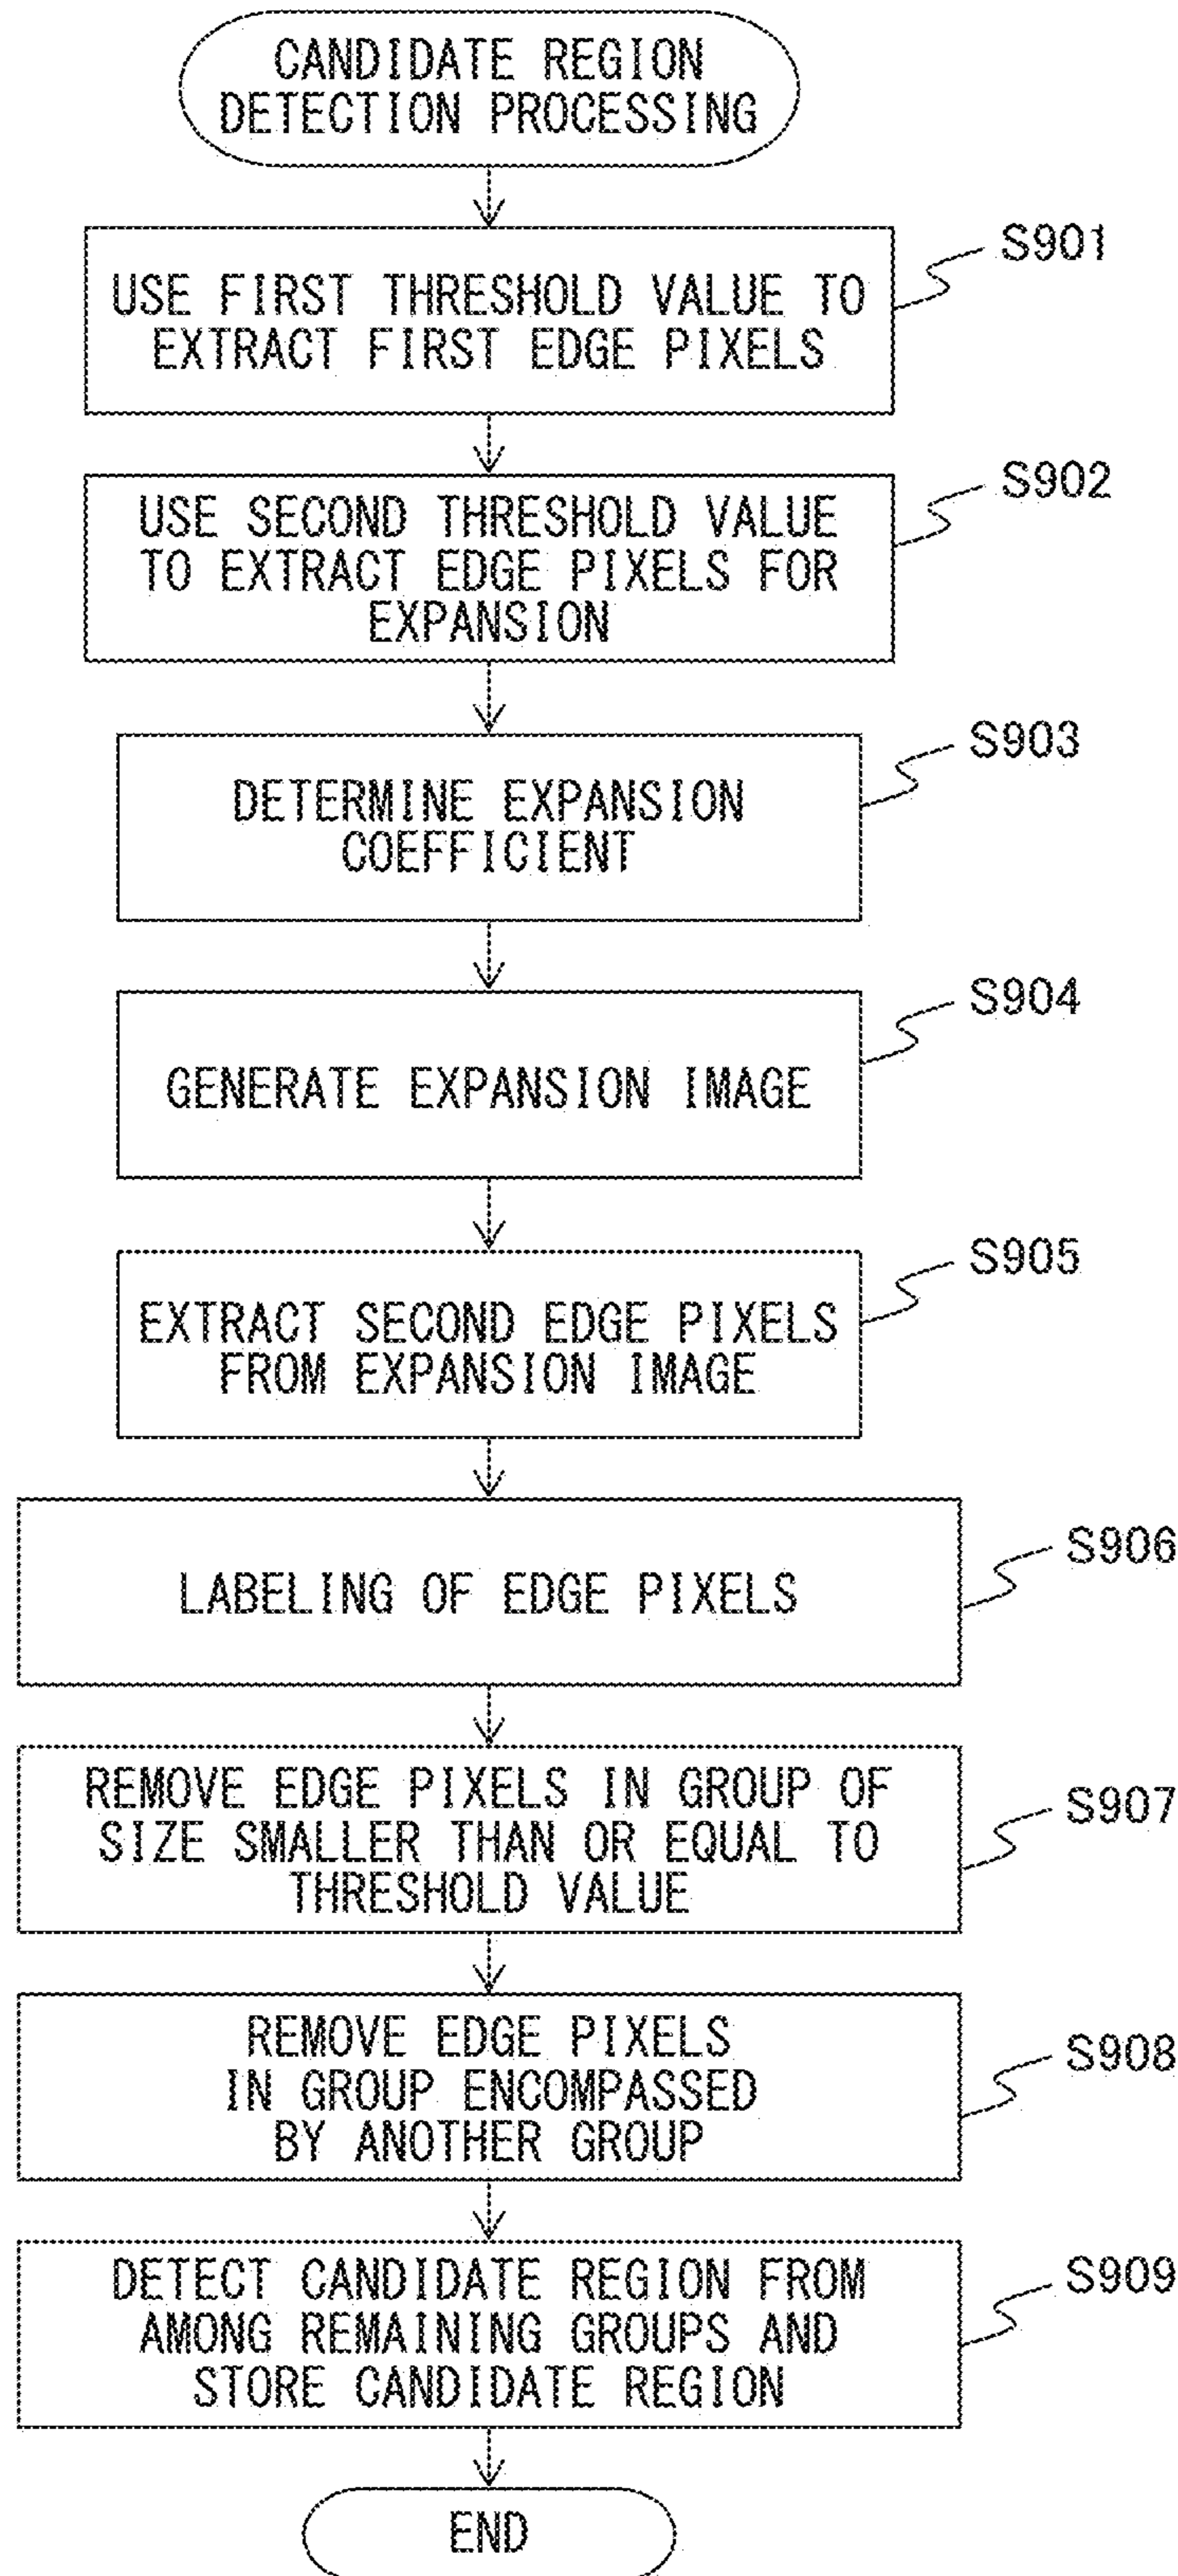 CANDIDATE REGION
DETECTION PROCESSING
USE FIRST THRESHOLD VALUE TO
EXTRACT FIRST EDGE PIXELS
S901
USE SECOND THRESHOLD VALUE
TO EXTRACT EDGE PIXELS FOR
EXPANSION
S902
DETERMINE EXPANSION
COEFFICIENT
S903
GENERATE EXPANSION IMAGE
S904
EXTRACT SECOND EDGE PIXELS
FROM EXPANSION IMAGE
S905
LABELING OF EDGE PIXELS
S906
REMOVE EDGE PIXELS IN GROUP OF
SIZE SMALLER THAN OR EQUAL TO
THRESHOLD VALUE
S907
REMOVE EDGE PIXELS
IN GROUP ENCOMPASSED
BY ANOTHER GROUP
S908
DETECT CANDIDATE REGION FROM
AMONG REMAINING GROUPS AND
STORE CANDIDATE REGION
S909
END